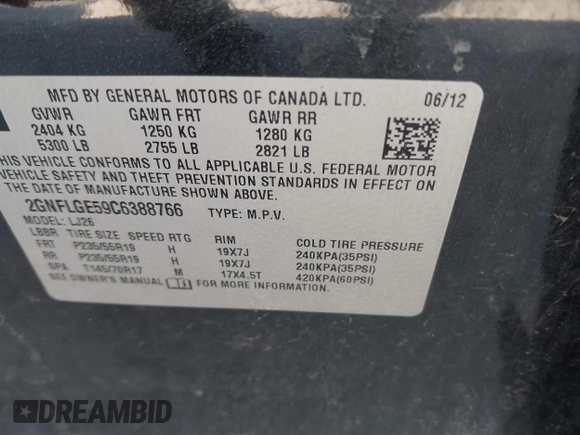 MFD BY GENERAL MOTORS OF CANADA LTD. 06/12
GVWR GAWR FRT GAWR RR
2404 KG 1250 KG 1280 KG
5300 LB 2755 LB 2821 LB
THIS VEHICLE CONFORMS TO ALL APPLICABLE U.S. FEDERAL MOTOR
VEHICLE SAFETY AND THEFT PREVENTION STANDARDS IN EFFECT ON
THE DATE OF MANUFACTURE SHOWN ABOVE.
2GNFLGE59C6388766 TYPE: M.P.V.
MODEL: LJ26
LBBR TIRE SIZE SPEED RTG RIM COLD TIRE PRESSURE
FRT P235/55R19 H 19X7J 240KPA(35PSI)
RR P235/55R19 H 19X7J 240KPA(35PSI)
SPA T145/70R17 M 17X4.5T 420KPA(60PSI)
SEE OWNER'S MANUAL FOR MORE INFORMATION.
DREAMBID